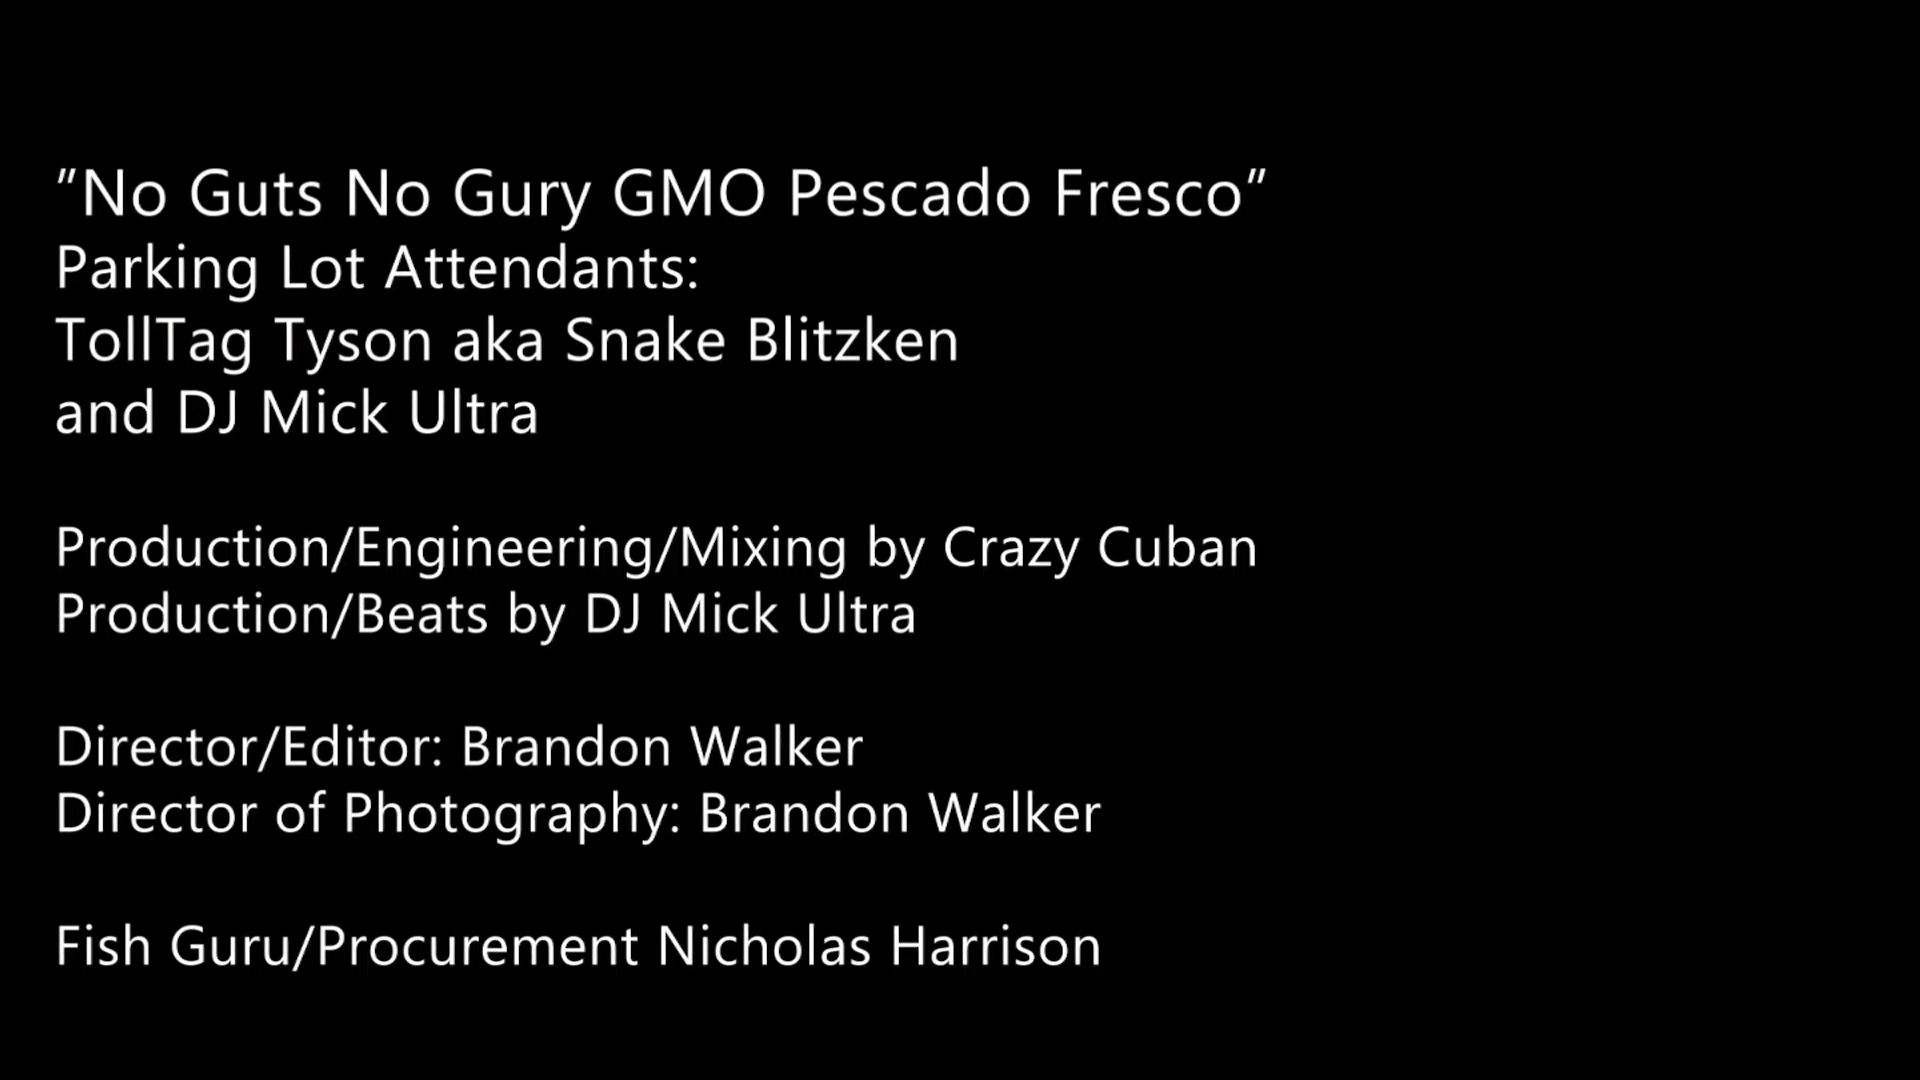 "No Guts No Gury GMO Pescado Fresco"
Parking Lot Attendants:
TollTag Tyson aka Snake Blitzken
and DJ Mick Ultra
Production/Engineering/Mixing by Crazy Cuban
Production/Beats by DJ Mick Ultra
Director/Editor: Brandon Walker
Director of Photography: Brandon Walker
Fish Guru/Procurement Nicholas Harrison